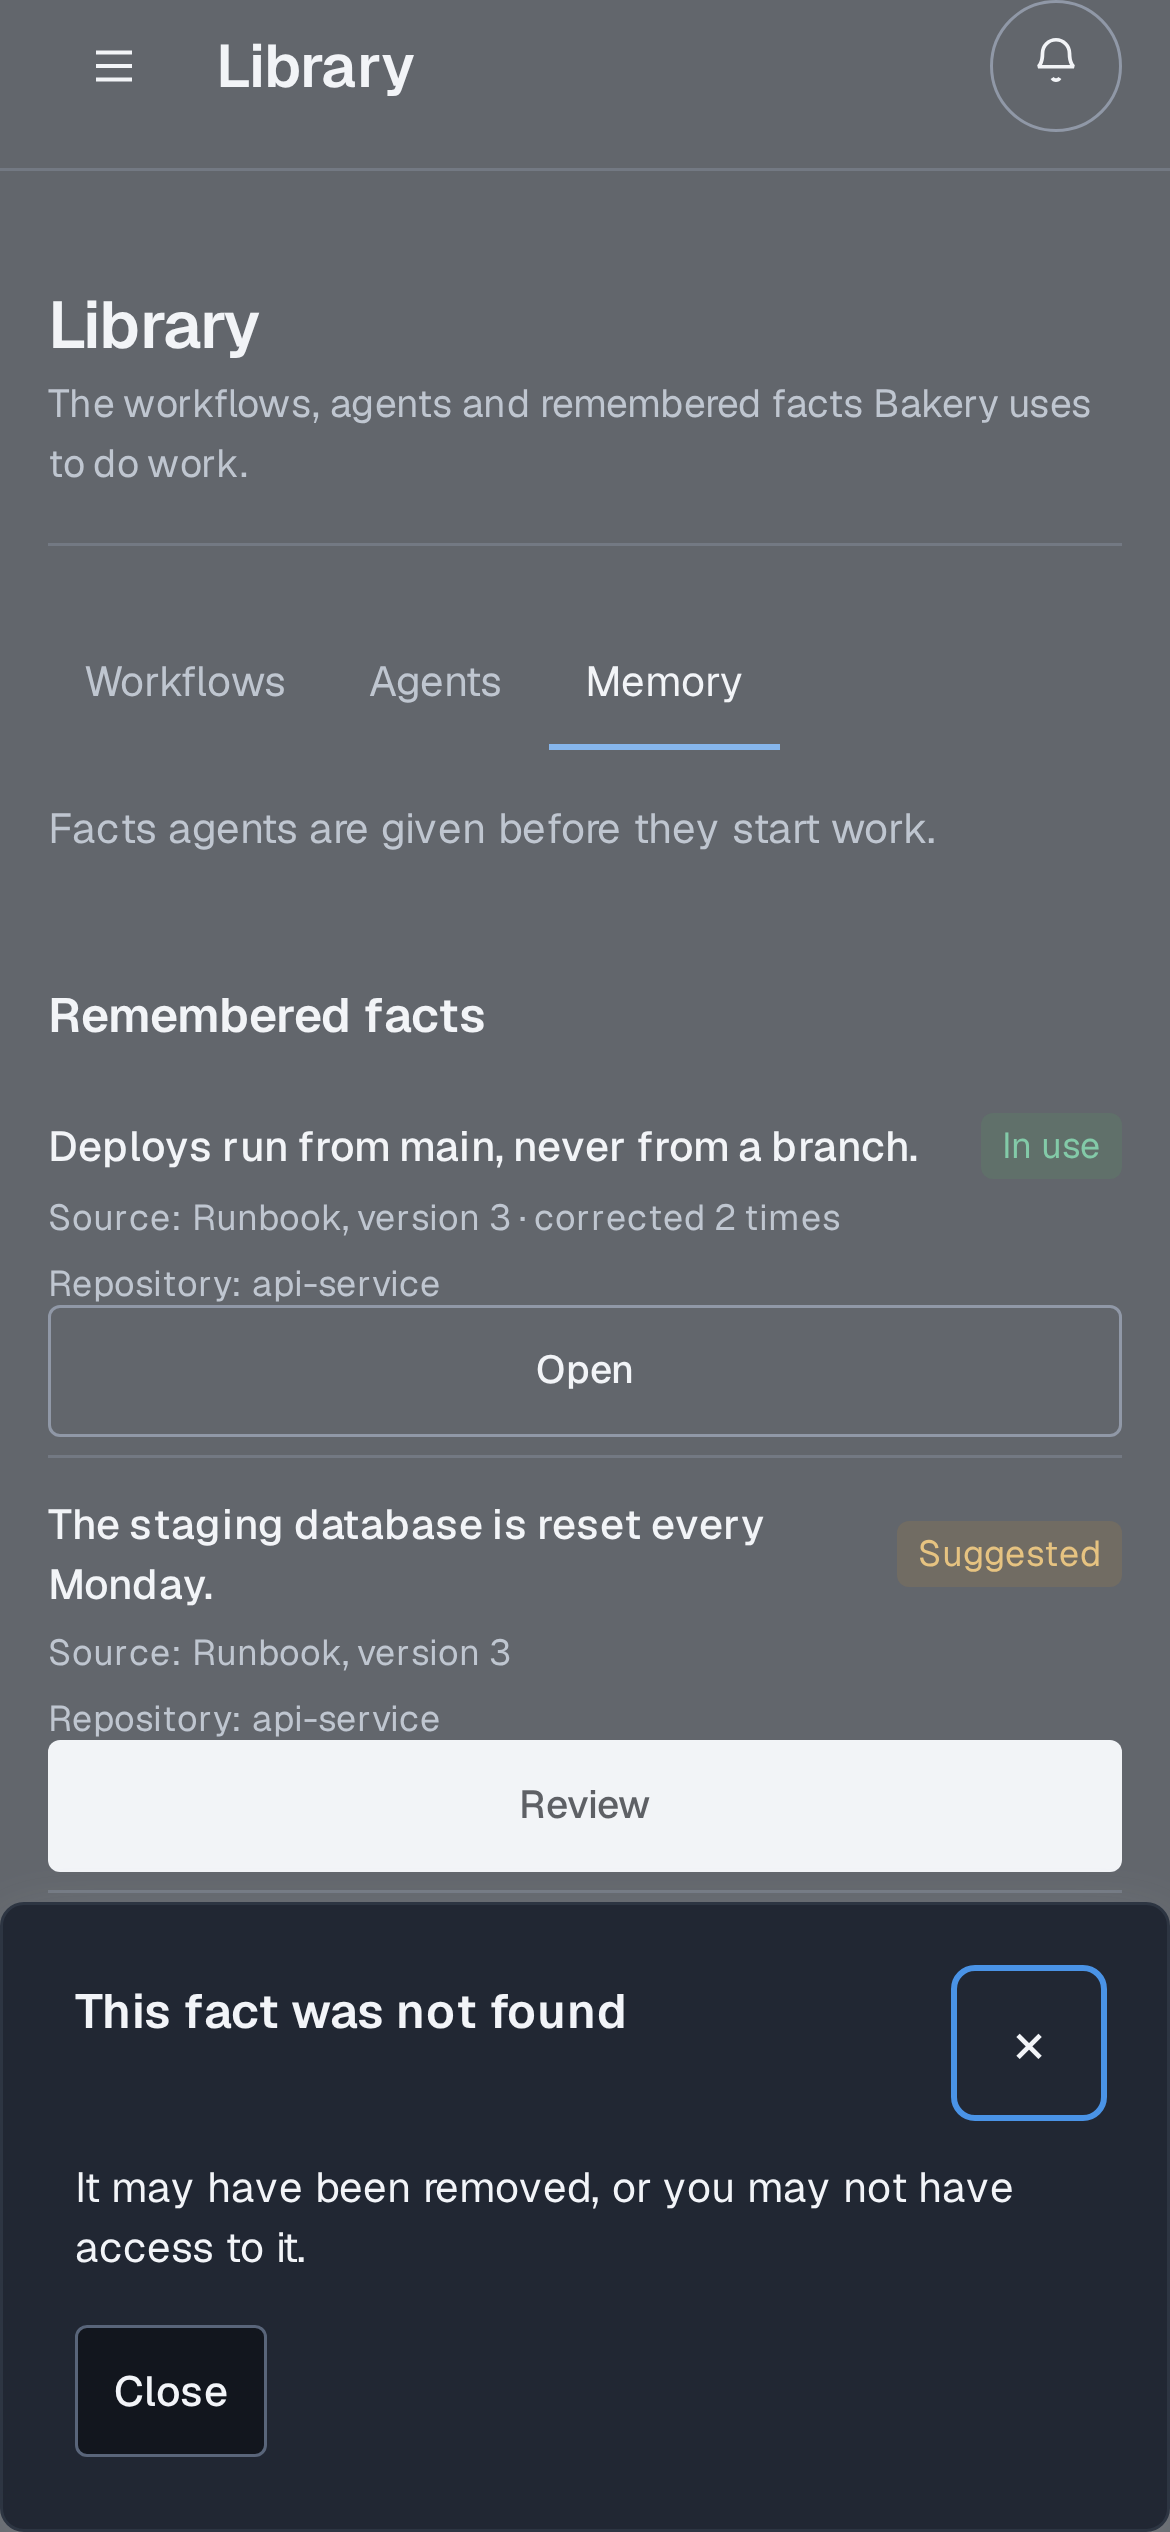 Library
Library
The workflows, agents and remembered facts Bakery uses
to do work.
Workflows
Agents
Memory
Facts agents are given before they start work.
Remembered facts
Deploys run from main, never from a branch.
In use
Source: Runbook, version 3 · corrected 2 times
Repository: api-service
Open
The staging database is reset every
Monday.
Suggested
Source: Runbook, version 3
Repository: api-service
Review
This fact was not found
It may have been removed, or you may not have
access to it.
Close